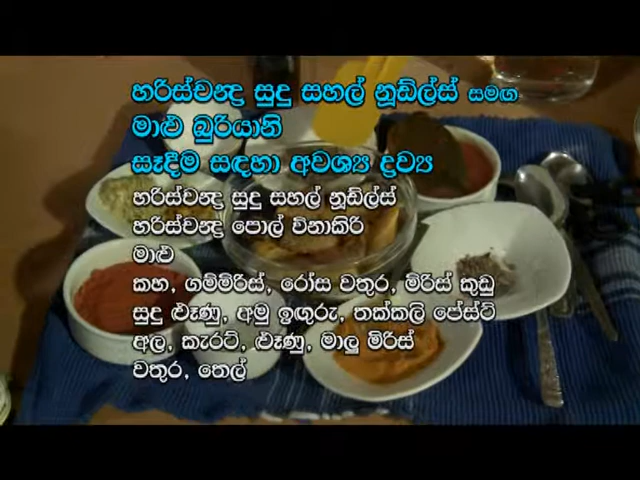 හරිස්චන්ද්‍ර සුදු සහල් නූඩ්ල්ස් සමඟ
මාළු බුරියානි
සෑදීම සඳහා අවශ්‍ය ද්‍රව්‍ය
හරිස්චන්ද්‍ර සුදු සහල් නූඩ්ල්ස්
හරිස්චන්ද්‍ර පොල් විනාකිරි
මාළු
කහ, ගම්මිරිස්, රෝස වතුර, මිරිස් කුඩු
සුදු ළූණු, අමු ඉඟුරු, තක්කලි පේස්ට්
අල, කැරට්, ළූණු, මාලු මිරිස්
වතුර, තෙල්